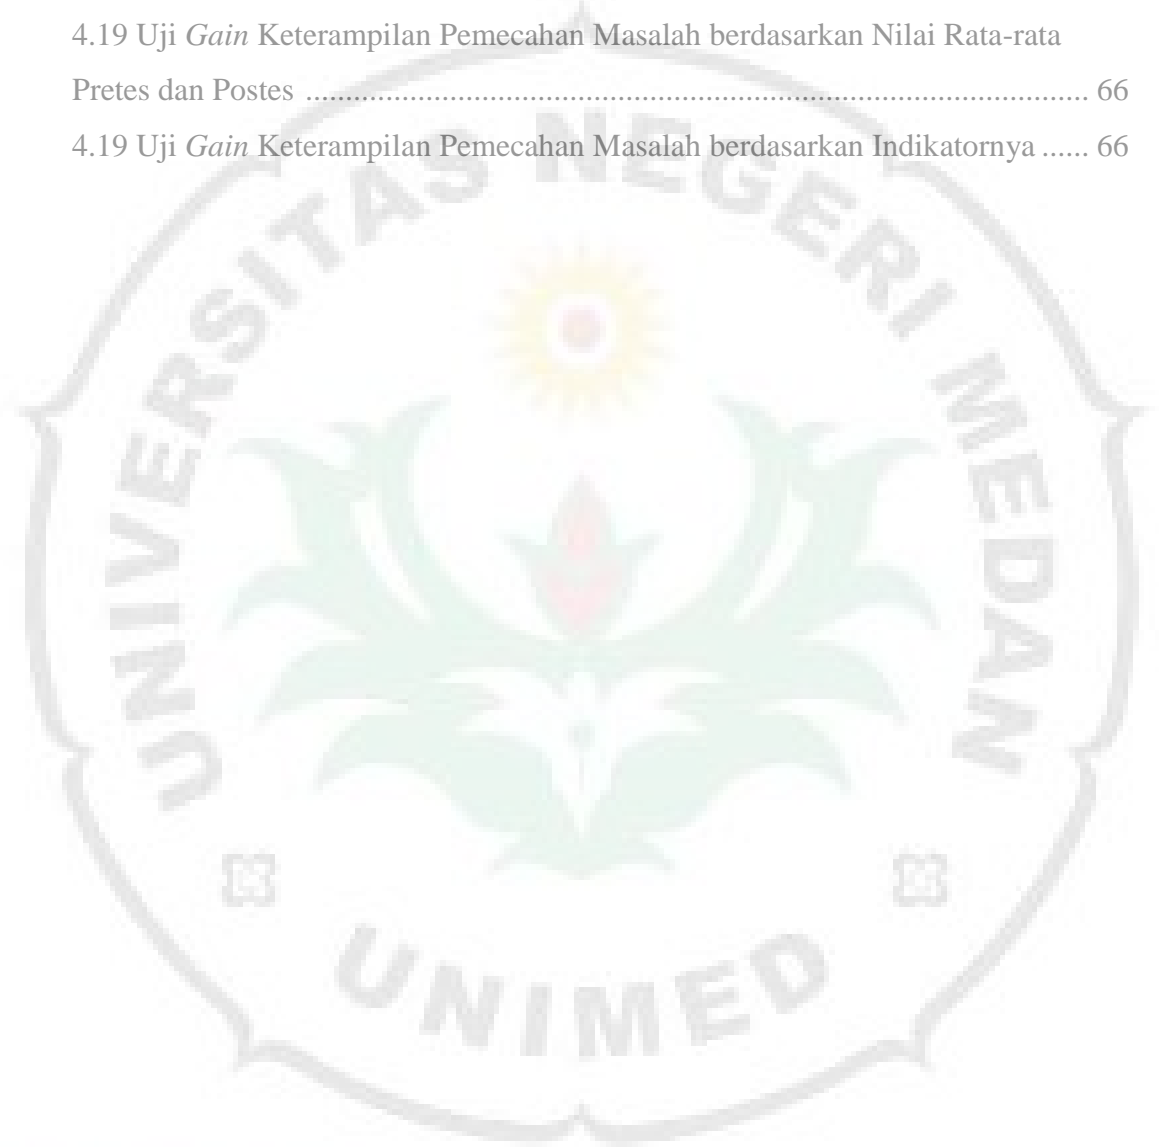 4.19 Uji Gain Keterampilan Pemecahan Masalah berdasarkan Nilai Rata-rata
Pretes dan Postes .................................................................................................... 66
4.19 Uji Gain Keterampilan Pemecahan Masalah berdasarkan Indikatornya ...... 66
UNIVERSITAS NEGERI MEDAN
UNIMED